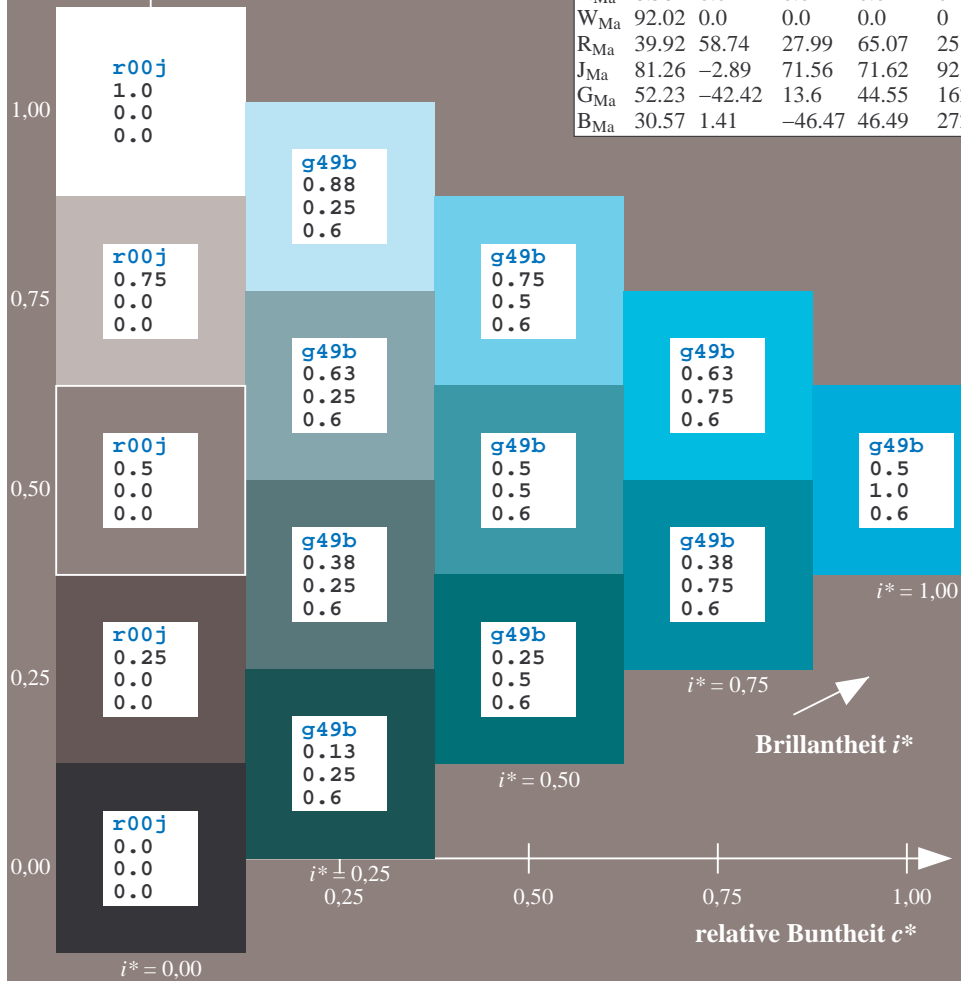 W_Ma 92.02 0.0 0.0 0.0 0
R_Ma 39.92 58.74 27.99 65.07 25
J_Ma 81.26 −2.89 71.56 71.62 92
G_Ma 52.23 −42.42 13.6 44.55
B_Ma 30.57 1.41 −46.47 46.49
r00j
1.0
0.0
0.0
1,00
g49b
0.88
0.25
0.6
r00j
0.75
0.0
0.0
g49b
0.75
0.5
0.6
0,75
g49b
0.63
0.25
0.6
g49b
0.63
0.75
0.6
r00j
0.5
0.0
0.0
g49b
0.5
0.5
0.6
g49b
0.5
1.0
0.6
0,50
g49b
0.38
0.25
0.6
g49b
0.38
0.75
0.6
i* = 1,00
r00j
0.25
0.0
0.0
g49b
0.25
0.5
0.6
0,25
i* = 0,75
g49b
0.13
0.25
0.6
Brillantheit i*
i* = 0,50
r00j
0.0
0.0
0.0
0,00
i* = 0,25
0,25 0,50 0,75 1,00
relative Buntheit c*
i* = 0,00